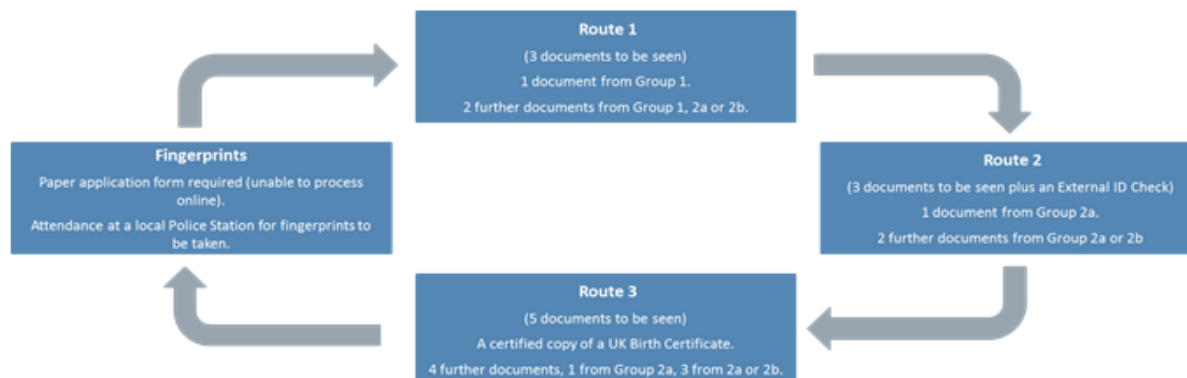 Route 1
(3 documents to be seen)
1 document from Group 1.
2 further documents from Group 1, 2a or 2b.
Route 2
(3 documents to be seen plus an External ID Check)
1 document from Group 2a.
2 further documents from Group 2a or 2b
Route 3
(5 documents to be seen)
A certified copy of a UK Birth Certificate.
4 further documents, 1 from Group 2a, 3 from 2a or 2b.
Fingerprints
Paper application form required (unable to process
online).
Attendance at a local Police Station for fingerprints to
be taken.